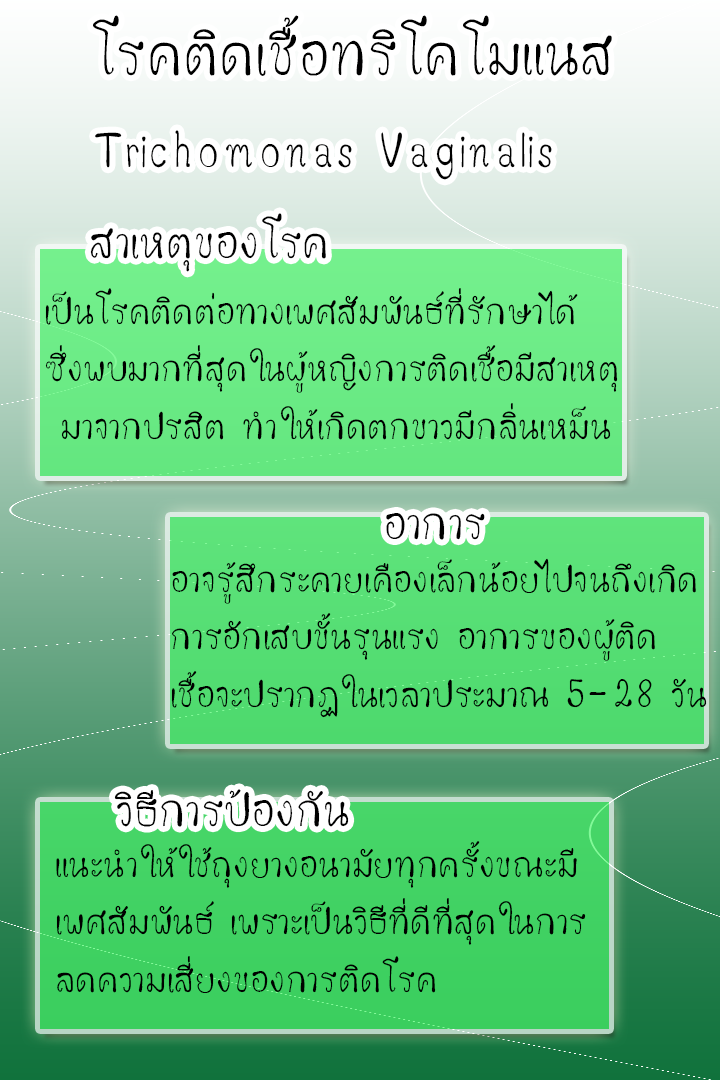 โรคติดเชื้อทริโคโมแนส
Trichomonas Vaginalis
สาเหตุของโรค
เป็นโรคติดต่อทางเพศสัมพันธ์ที่รักษาได้
ซึ่งพบมากที่สุดในผู้หญิงการติดเชื้อมีสาเหตุ
มาจากปรสิต ทำให้เกิดตกขาวมีกลิ่นเหม็น
อาการ
อาจรู้สึกระคายเคืองเล็กน้อยไปจนถึงเกิด
การอักเสบขั้นรุนแรง อาการของผู้ติด
เชื้อจะปรากฏในเวลาประมาณ 5-28 วัน
วิธีการป้องกัน
แนะนำให้ใช้ถุงยางอนามัยทุกครั้งขณะมี
เพศสัมพันธ์ เพราะเป็นวิธีที่ดีที่สุดในการ
ลดความเสี่ยงของการติดโรค